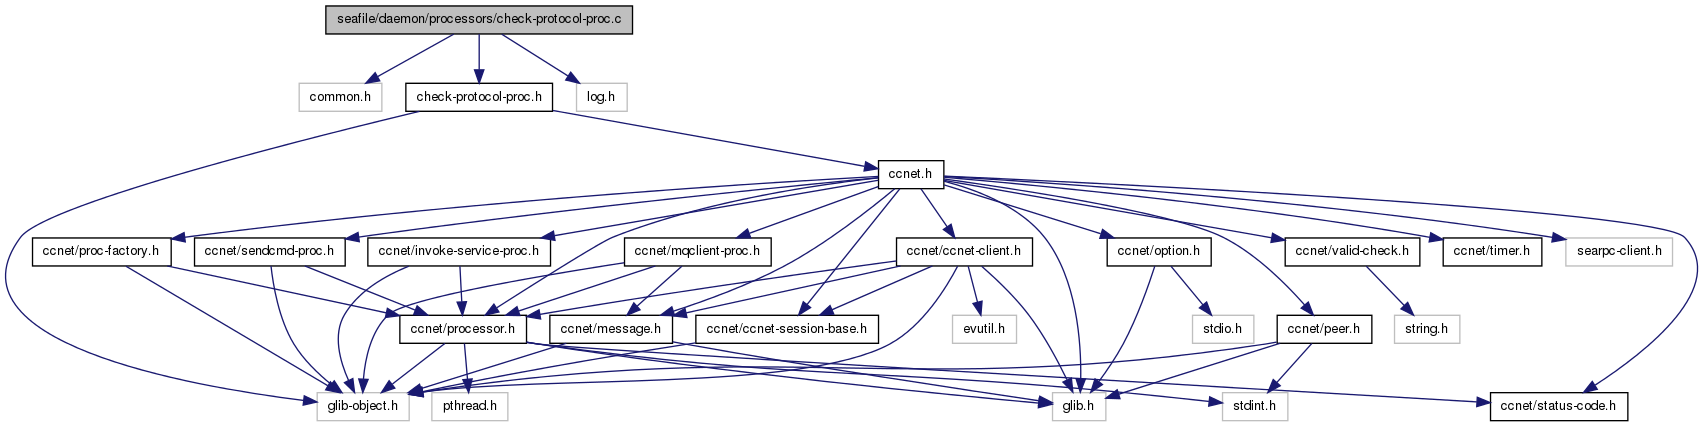 seafile/daemon/processors/check-protocol-proc.c
common.h
check-protocol-proc.h
log.h
ccnet.h
ccnet/proc-factory.h
ccnet/sendcmd-proc.h
ccnet/invoke-service-proc.h
ccnet/mqclient-proc.h
ccnet/ccnet-client.h
ccnet/option.h
ccnet/valid-check.h
ccnet/timer.h
searpc-client.h
ccnet/processor.h
ccnet/message.h
ccnet/ccnet-session-base.h
evutil.h
stdio.h
ccnet/peer.h
string.h
glib-object.h
pthread.h
glib.h
stdint.h
ccnet/status-code.h